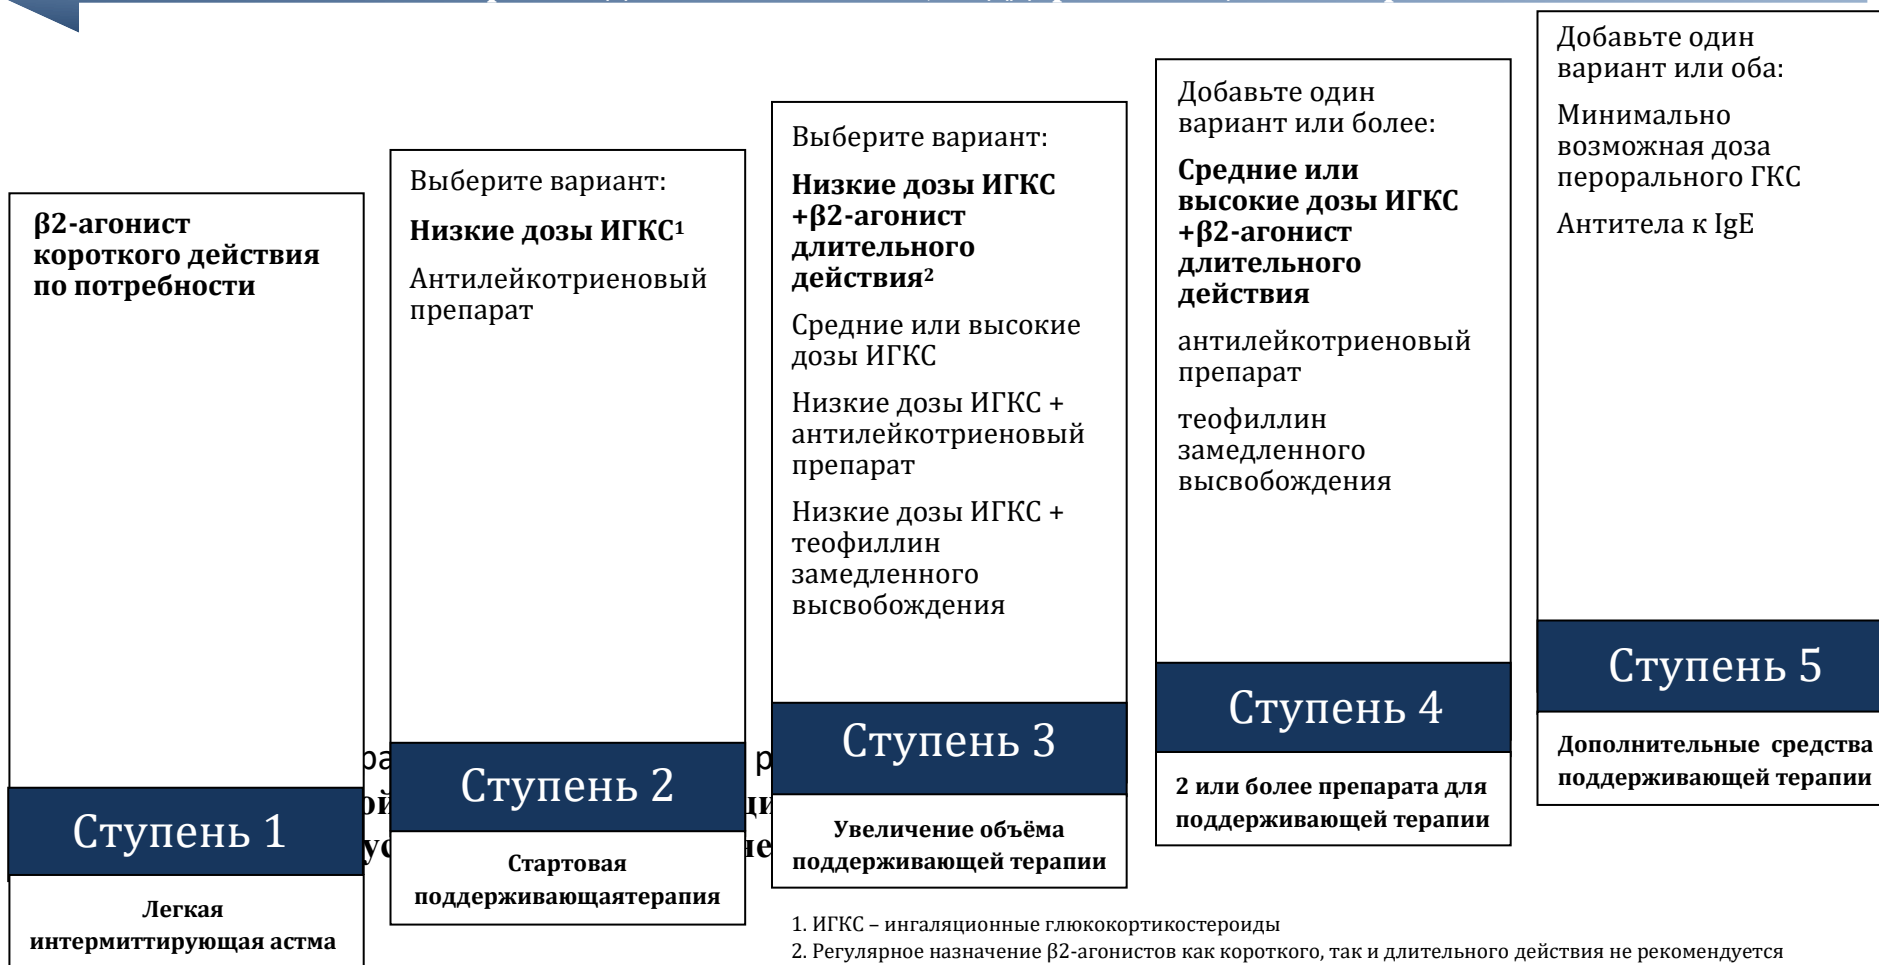 β2-агонист
короткого действия
по потребности
Ступень 1
Легкая
интермиттирующая астма
Выберите вариант:
Низкие дозы ИГКС1
Антилейкотриеновый
препарат
Ступень 2
Стартовая
поддерживающаятерапия
Выберите вариант:
Низкие дозы ИГКС
+β2-агонист
длительного
действия2
Средние или высокие
дозы ИГКС
Низкие дозы ИГКС +
антилейкотриеновый
препарат
Низкие дозы ИГКС +
теофиллин
замедленного
высвобождения
Ступень 3
Увеличение объёма
поддерживающей терапии
Добавьте один
вариант или более:
Средние или
высокие дозы ИГКС
+β2-агонист
длительного
действия
антилейкотриеновый
препарат
теофиллин
замедленного
высвобождения
Ступень 4
2 или более препарата для
поддерживающей терапии
Добавьте один
вариант или оба:
Минимально
возможная доза
перорального ГКС
Антитела к IgE
Ступень 5
Дополнительные средства
поддерживающей терапии
1. ИГКС – ингаляционные глюкокортикостероиды
2. Регулярное назначение β2-агонистов как короткого, так и длительного действия не рекомендуется